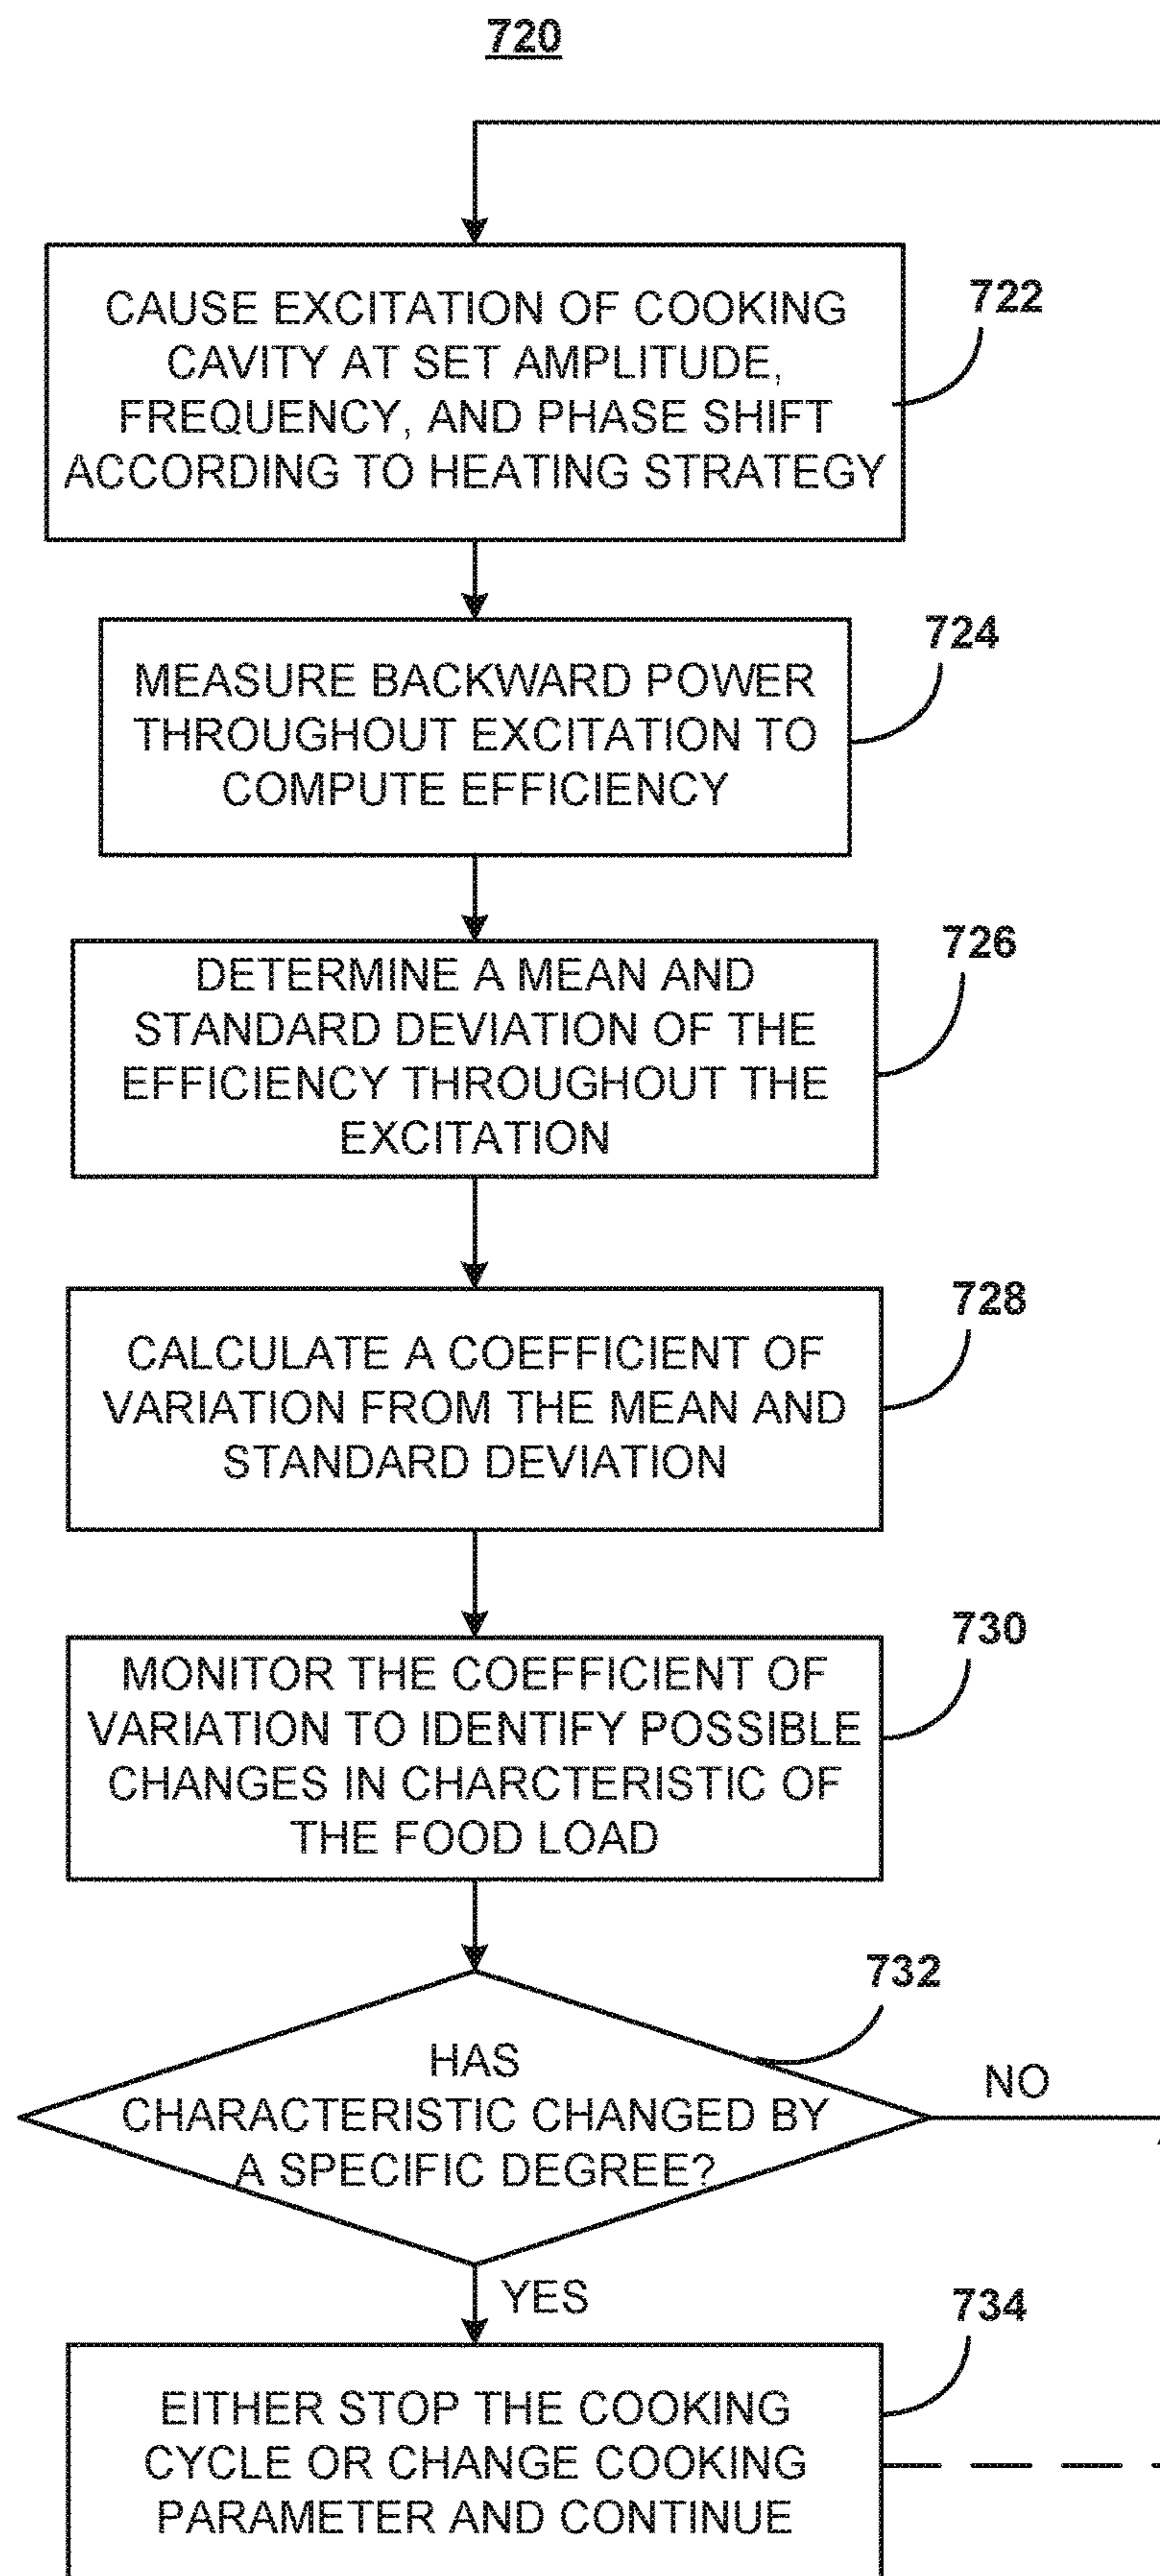 720
CAUSE EXCITATION OF COOKING
CAVITY AT SET AMPLITUDE,
FREQUENCY, AND PHASE SHIFT
ACCORDING TO HEATING STRATEGY
722
MEASURE BACKWARD POWER
THROUGHOUT EXCITATION TO
COMPUTE EFFICIENCY
724
DETERMINE A MEAN AND
STANDARD DEVIATION OF THE
EFFICIENCY THROUGHOUT THE
EXCITATION
726
CALCULATE A COEFFICIENT OF
VARIATION FROM THE MEAN AND
STANDARD DEVIATION
728
MONITOR THE COEFFICIENT OF
VARIATION TO IDENTIFY POSSIBLE
CHANGES IN CHARCTERISTIC OF
THE FOOD LOAD
730
HAS
CHARACTERISTIC CHANGED BY
A SPECIFIC DEGREE?
732
NO
YES
EITHER STOP THE COOKING
CYCLE OR CHANGE COOKING
PARAMETER AND CONTINUE
734